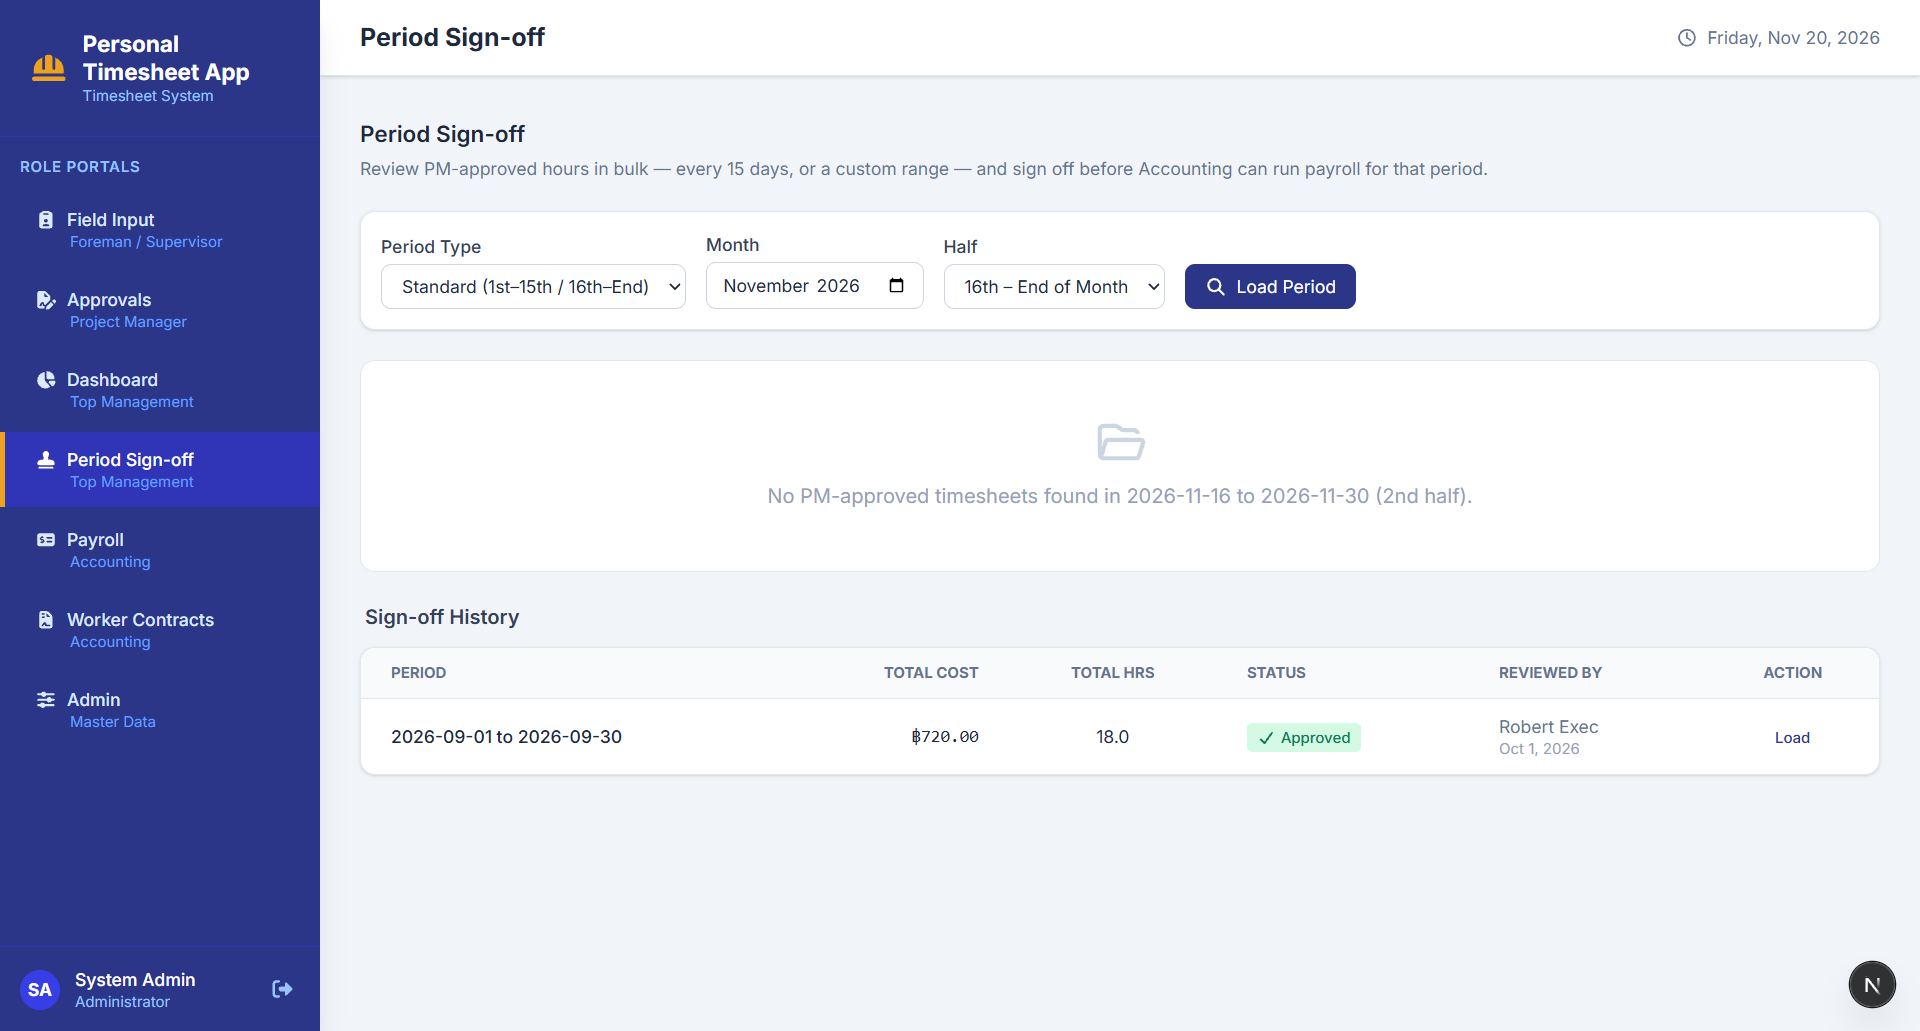 Personal
Timesheet App
Timesheet System
ROLE PORTALS
Field Input
Foreman / Supervisor
Approvals
Project Manager
Dashboard
Top Management
Period Sign-off
Top Management
Payroll
Accounting
Worker Contracts
Accounting
Admin
Master Data
SA
System Admin
Administrator
Period Sign-off
Friday, Nov 20, 2026
Period Sign-off
Review PM-approved hours in bulk — every 15 days, or a custom range — and sign off before Accounting can run payroll for that period.
Period Type
Month
Half
Standard (1st–15th / 16th–End)
November 2026
16th – End of Month
Load Period
No PM-approved timesheets found in 2026-11-16 to 2026-11-30 (2nd half).
Sign-off History
PERIOD TOTAL COST TOTAL HRS STATUS REVIEWED BY ACTION
2026-09-01 to 2026-09-30 ฿720.00 18.0 Approved Robert Exec Load
Oct 1, 2026
N